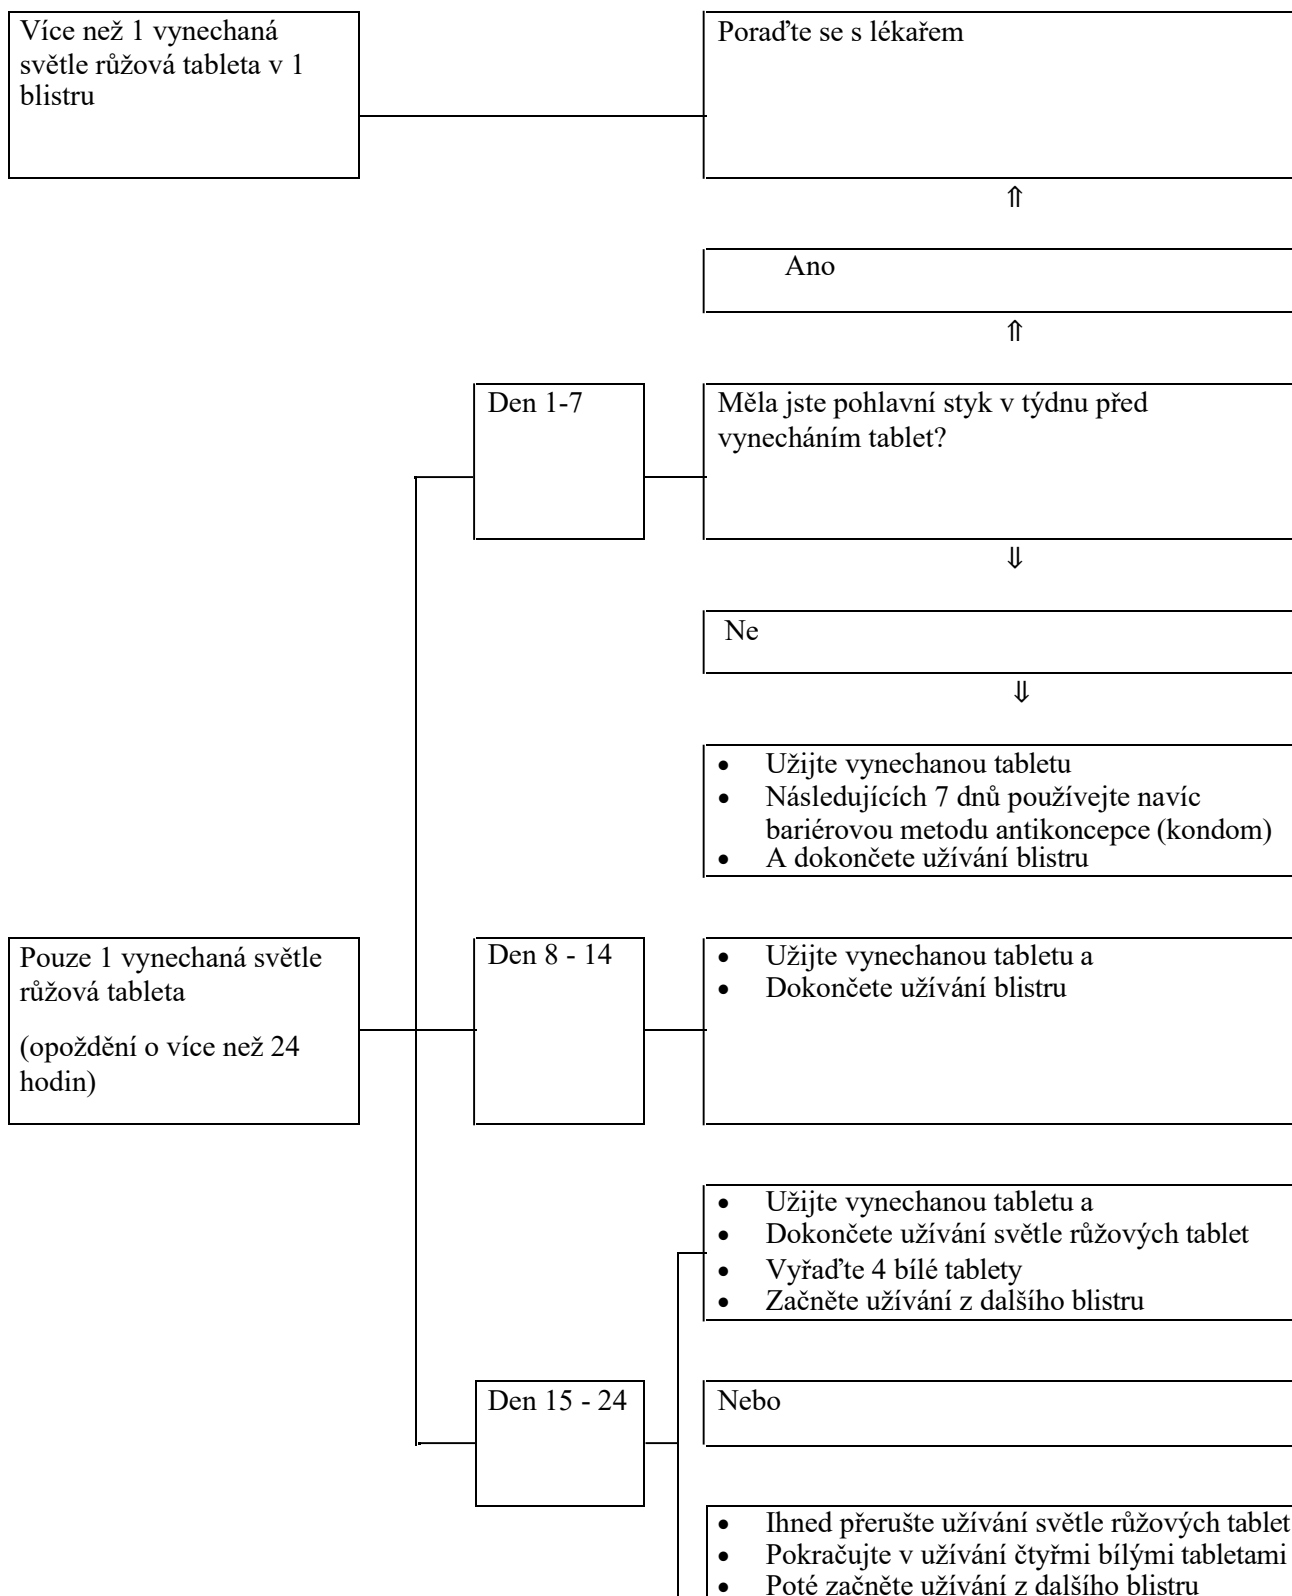 Více než 1 vynechaná
světle růžová tableta v 1
blistru
Poraďte se s lékařem
⇑
Ano
⇑
Den 1-7
Měla jste pohlavní styk v týdnu před
vynecháním tablet?
⇓
Ne
⇓
• Užijte vynechanou tabletu
• Následujících 7 dnů používejte navíc
bariérovou metodu antikoncepce (kondom)
• A dokončete užívání blistru
Pouze 1 vynechaná světle
růžová tableta
(opoždění o více než 24
hodin)
Den 8 - 14
• Užijte vynechanou tabletu a
• Dokončete užívání blistru
• Užijte vynechanou tabletu a
• Dokončete užívání světle růžových tablet
• Vyřaďte 4 bílé tablety
• Začněte užívání z dalšího blistru
Den 15 - 24
Nebo
• Ihned přerušte užívání světle růžových tablet
• Pokračujte v užívání čtyřmi bílými tabletami
• Poté začněte užívání z dalšího blistru